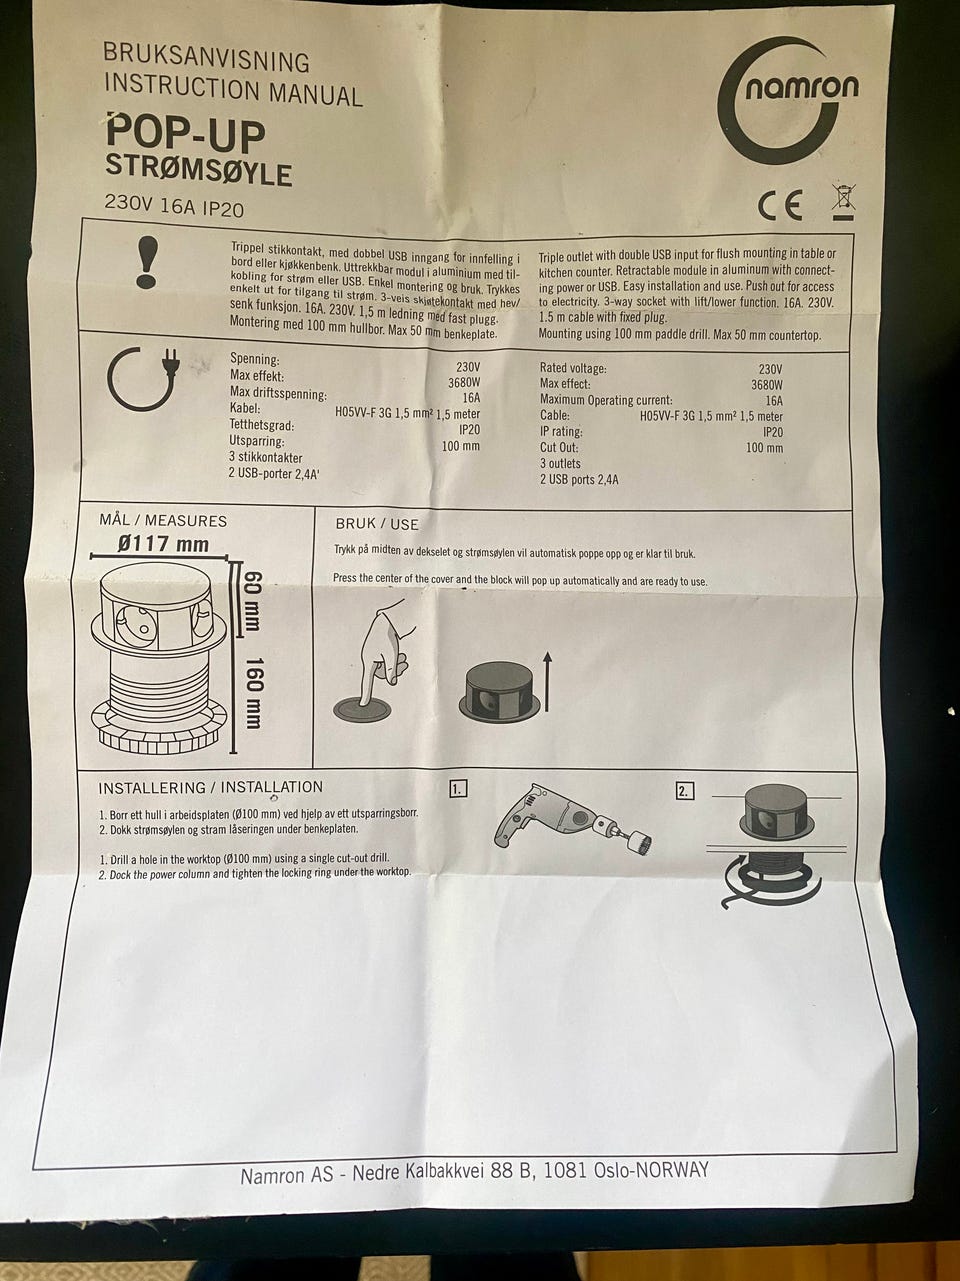 BRUKSANVISNING
INSTRUCTION MANUAL
POP-UP
STRØMSØYLE
230V 16A IP20
namron
CE
Trippel stikkontakt, med dobbel USB inngang for innfelling i
bord eller kjøkkenbenk. Uttrekkbar modul i aluminium med til-
kobling for strøm eller USB. Enkel montering og bruk. Trykkes
enkelt ut for tilgang til strøm. 3-veis skjøtekontakt med hev/
senk funksjon. 16A. 230V. 1,5 m ledning med fast plugg.
Montering med 100 mm hullbor. Max 50 mm benkeplate.
Triple outlet with double USB input for flush mounting in table or
kitchen counter. Retractable module in aluminum with connect-
ing power or USB. Easy installation and use. Push out for access
to electricity. 3-way socket with lift/lower function. 16A. 230V.
1.5 m cable with fixed plug.
Mounting using 100 mm paddle drill. Max 50 mm countertop.
Spenning: 230V
Max effekt: 3680W
Max driftsspenning: 16A
Kabel: H05VV-F 3G 1,5 mm² 1,5 meter
Tetthetsgrad: IP20
Utsparring: 100 mm
3 stikkontakter
2 USB-porter 2,4A'
Rated voltage: 230V
Max effect: 3680W
Maximum Operating current: 16A
Cable: H05VV-F 3G 1,5 mm² 1,5 meter
IP rating: IP20
Cut Out: 100 mm
3 outlets
2 USB ports 2,4A
MÅL / MEASURES
Ø117 mm
60 mm
160 mm
BRUK / USE
Trykk på midten av dekselet og strømsøylen vil automatisk poppe opp og er klar til bruk.
Press the center of the cover and the block will pop up automatically and are ready to use.
INSTALLERING / INSTALLATION
1. Borr ett hull i arbeidsplaten (Ø100 mm) ved hjelp av ett utsparringsborr.
2. Dokk strømsøylen og stram låseringen under benkeplaten.
1. Drill a hole in the worktop (Ø100 mm) using a single cut-out drill.
2. Dock the power column and tighten the locking ring under the worktop.
1.
2.
Namron AS - Nedre Kalbakkvei 88 B, 1081 Oslo-NORWAY